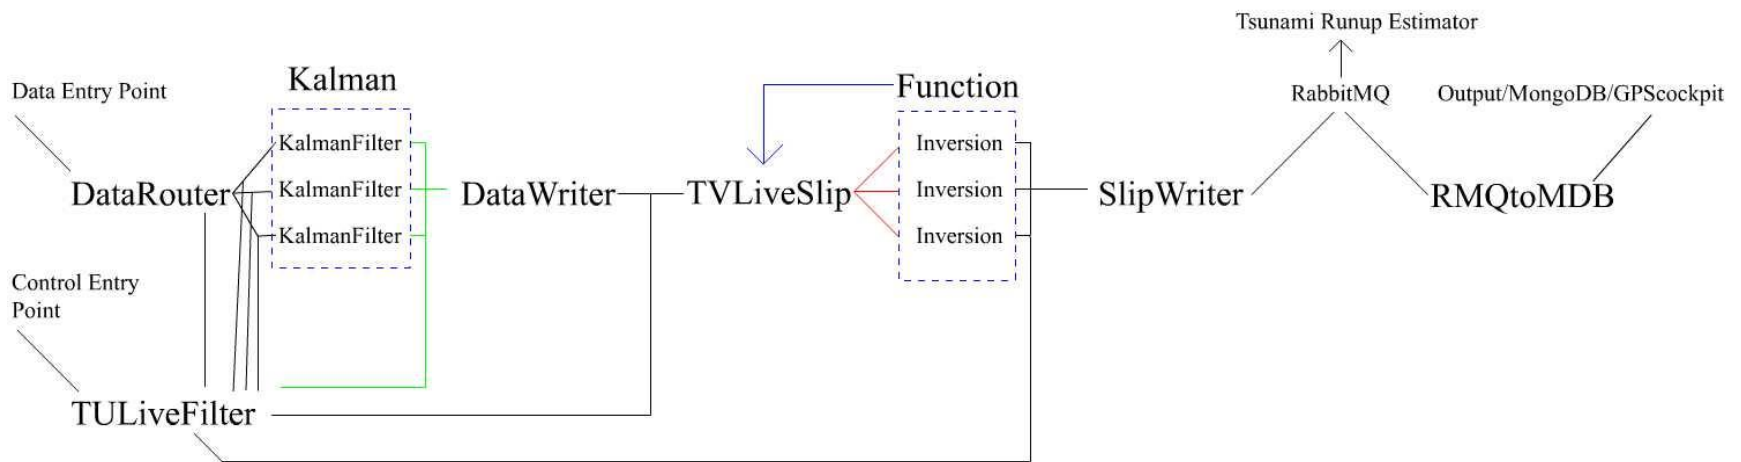 Tsunami Runup Estimator
Kalman
Function
Data Entry Point
RabbitMQ
Output/MongoDB/GPScockpit
KalmanFilter
Inversion
KalmanFilter
Inversion
DataRouter
DataWriter
TVLiveSlip
SlipWriter
RMQtoMDB
KalmanFilter
Inversion
Control Entry
Point
TULiveFilter